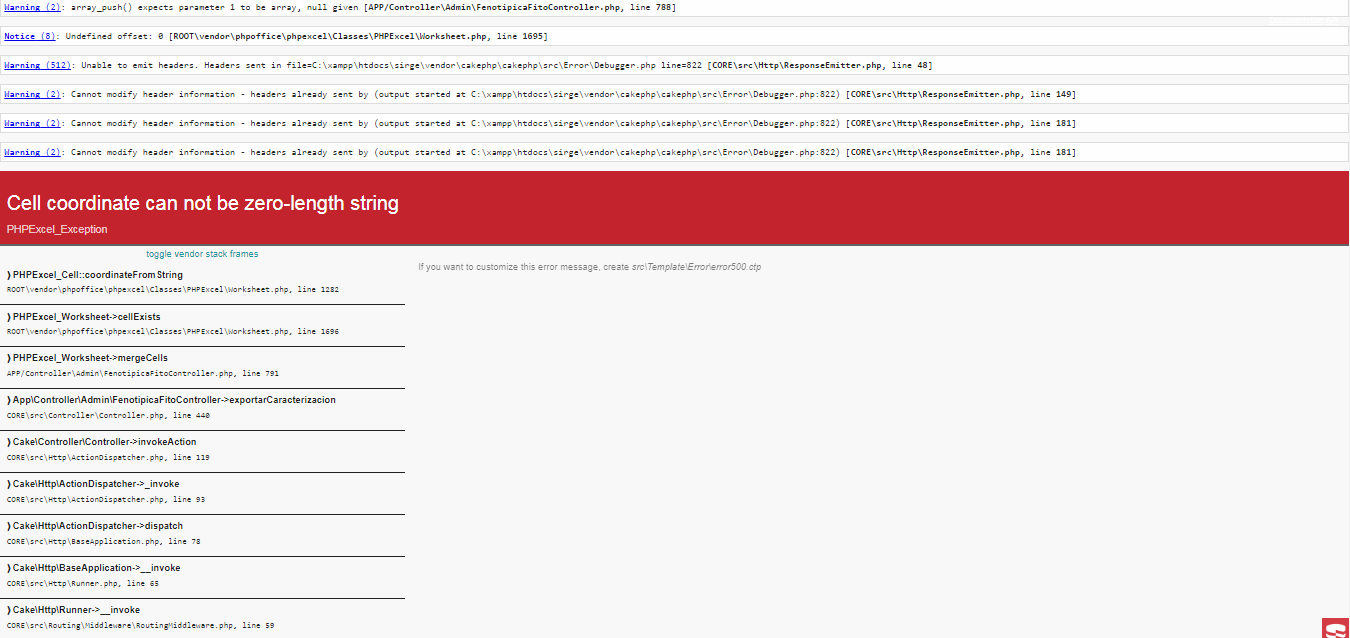 Warning (2): array_push() expects parameter 1 to be array, null given [APP/Controller\Admin\FenotipicaFitoController.php, line 788]
Notice (8): Undefined offset: 0 [ROOT\vendor\phpoffice\phpexcel\Classes\PHPExcel\Worksheet.php, line 1695]
Warning (512): Unable to emit headers. Headers sent in file=C:\xampp\htdocs\sirge\vendor\cakephp\cakephp\src\Error\Debugger.php line=822 [CORE\src\Http\ResponseEmitter.php, line 48]
Warning (2): Cannot modify header information - headers already sent by (output started at C:\xampp\htdocs\sirge\vendor\cakephp\cakephp\src\Error\Debugger.php:822) [CORE\src\Http\ResponseEmitter.php, line 149]
Warning (2): Cannot modify header information - headers already sent by (output started at C:\xampp\htdocs\sirge\vendor\cakephp\cakephp\src\Error\Debugger.php:822) [CORE\src\Http\ResponseEmitter.php, line 181]
Warning (2): Cannot modify header information - headers already sent by (output started at C:\xampp\htdocs\sirge\vendor\cakephp\cakephp\src\Error\Debugger.php:822) [CORE\src\Http\ResponseEmitter.php, line 181]
Cell coordinate can not be zero-length string
PHPExcel_Exception
toggle vendor stack frames
If you want to customize this error message, create src\Template\Error\error500.ctp
⟩ PHPExcel_Cell::coordinateFromString
ROOT\vendor\phpoffice\phpexcel\Classes\PHPExcel\Worksheet.php, line 1282
⟩ PHPExcel_Worksheet->cellExists
ROOT\vendor\phpoffice\phpexcel\Classes\PHPExcel\Worksheet.php, line 1696
⟩ PHPExcel_Worksheet->mergeCells
APP/Controller\Admin\FenotipicaFitoController.php, line 791
⟩ App\Controller\Admin\FenotipicaFitoController->exportarCaracterizacion
CORE\src\Controller\Controller.php, line 440
⟩ Cake\Controller\Controller->invokeAction
CORE\src\Http\ActionDispatcher.php, line 119
⟩ Cake\Http\ActionDispatcher->_invoke
CORE\src\Http\ActionDispatcher.php, line 93
⟩ Cake\Http\ActionDispatcher->dispatch
CORE\src\Http\BaseApplication.php, line 78
⟩ Cake\Http\BaseApplication->__invoke
CORE\src\Http\Runner.php, line 65
⟩ Cake\Http\Runner->__invoke
CORE\src\Routing\Middleware\RoutingMiddleware.php, line 59